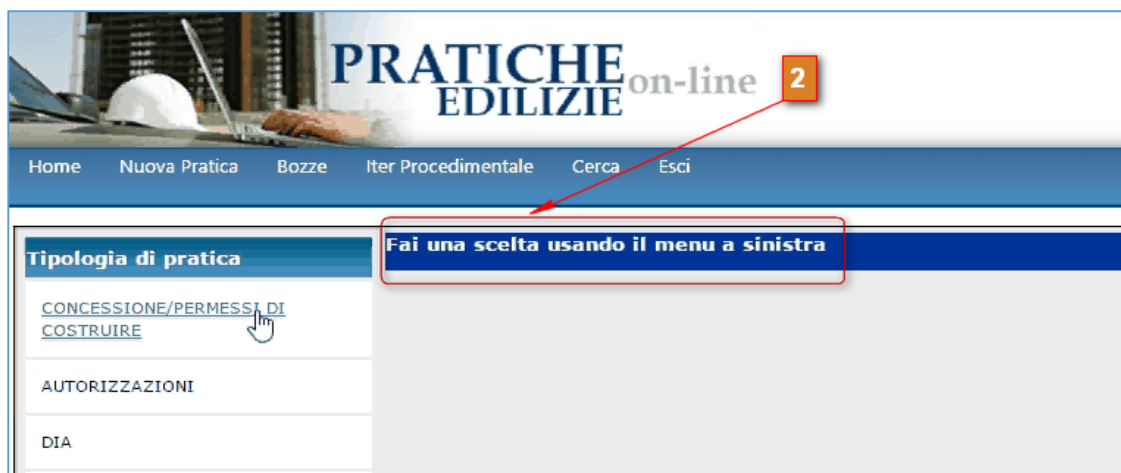 PRATICHE
EDILIZIE on-line
2
Home Nuova Pratica Bozze Iter Procedimentale Cerca Esci
Tipologia di pratica
Fai una scelta usando il menu a sinistra
CONCESSIONE/PERMESSI DI
COSTRUIRE
AUTORIZZAZIONI
DIA